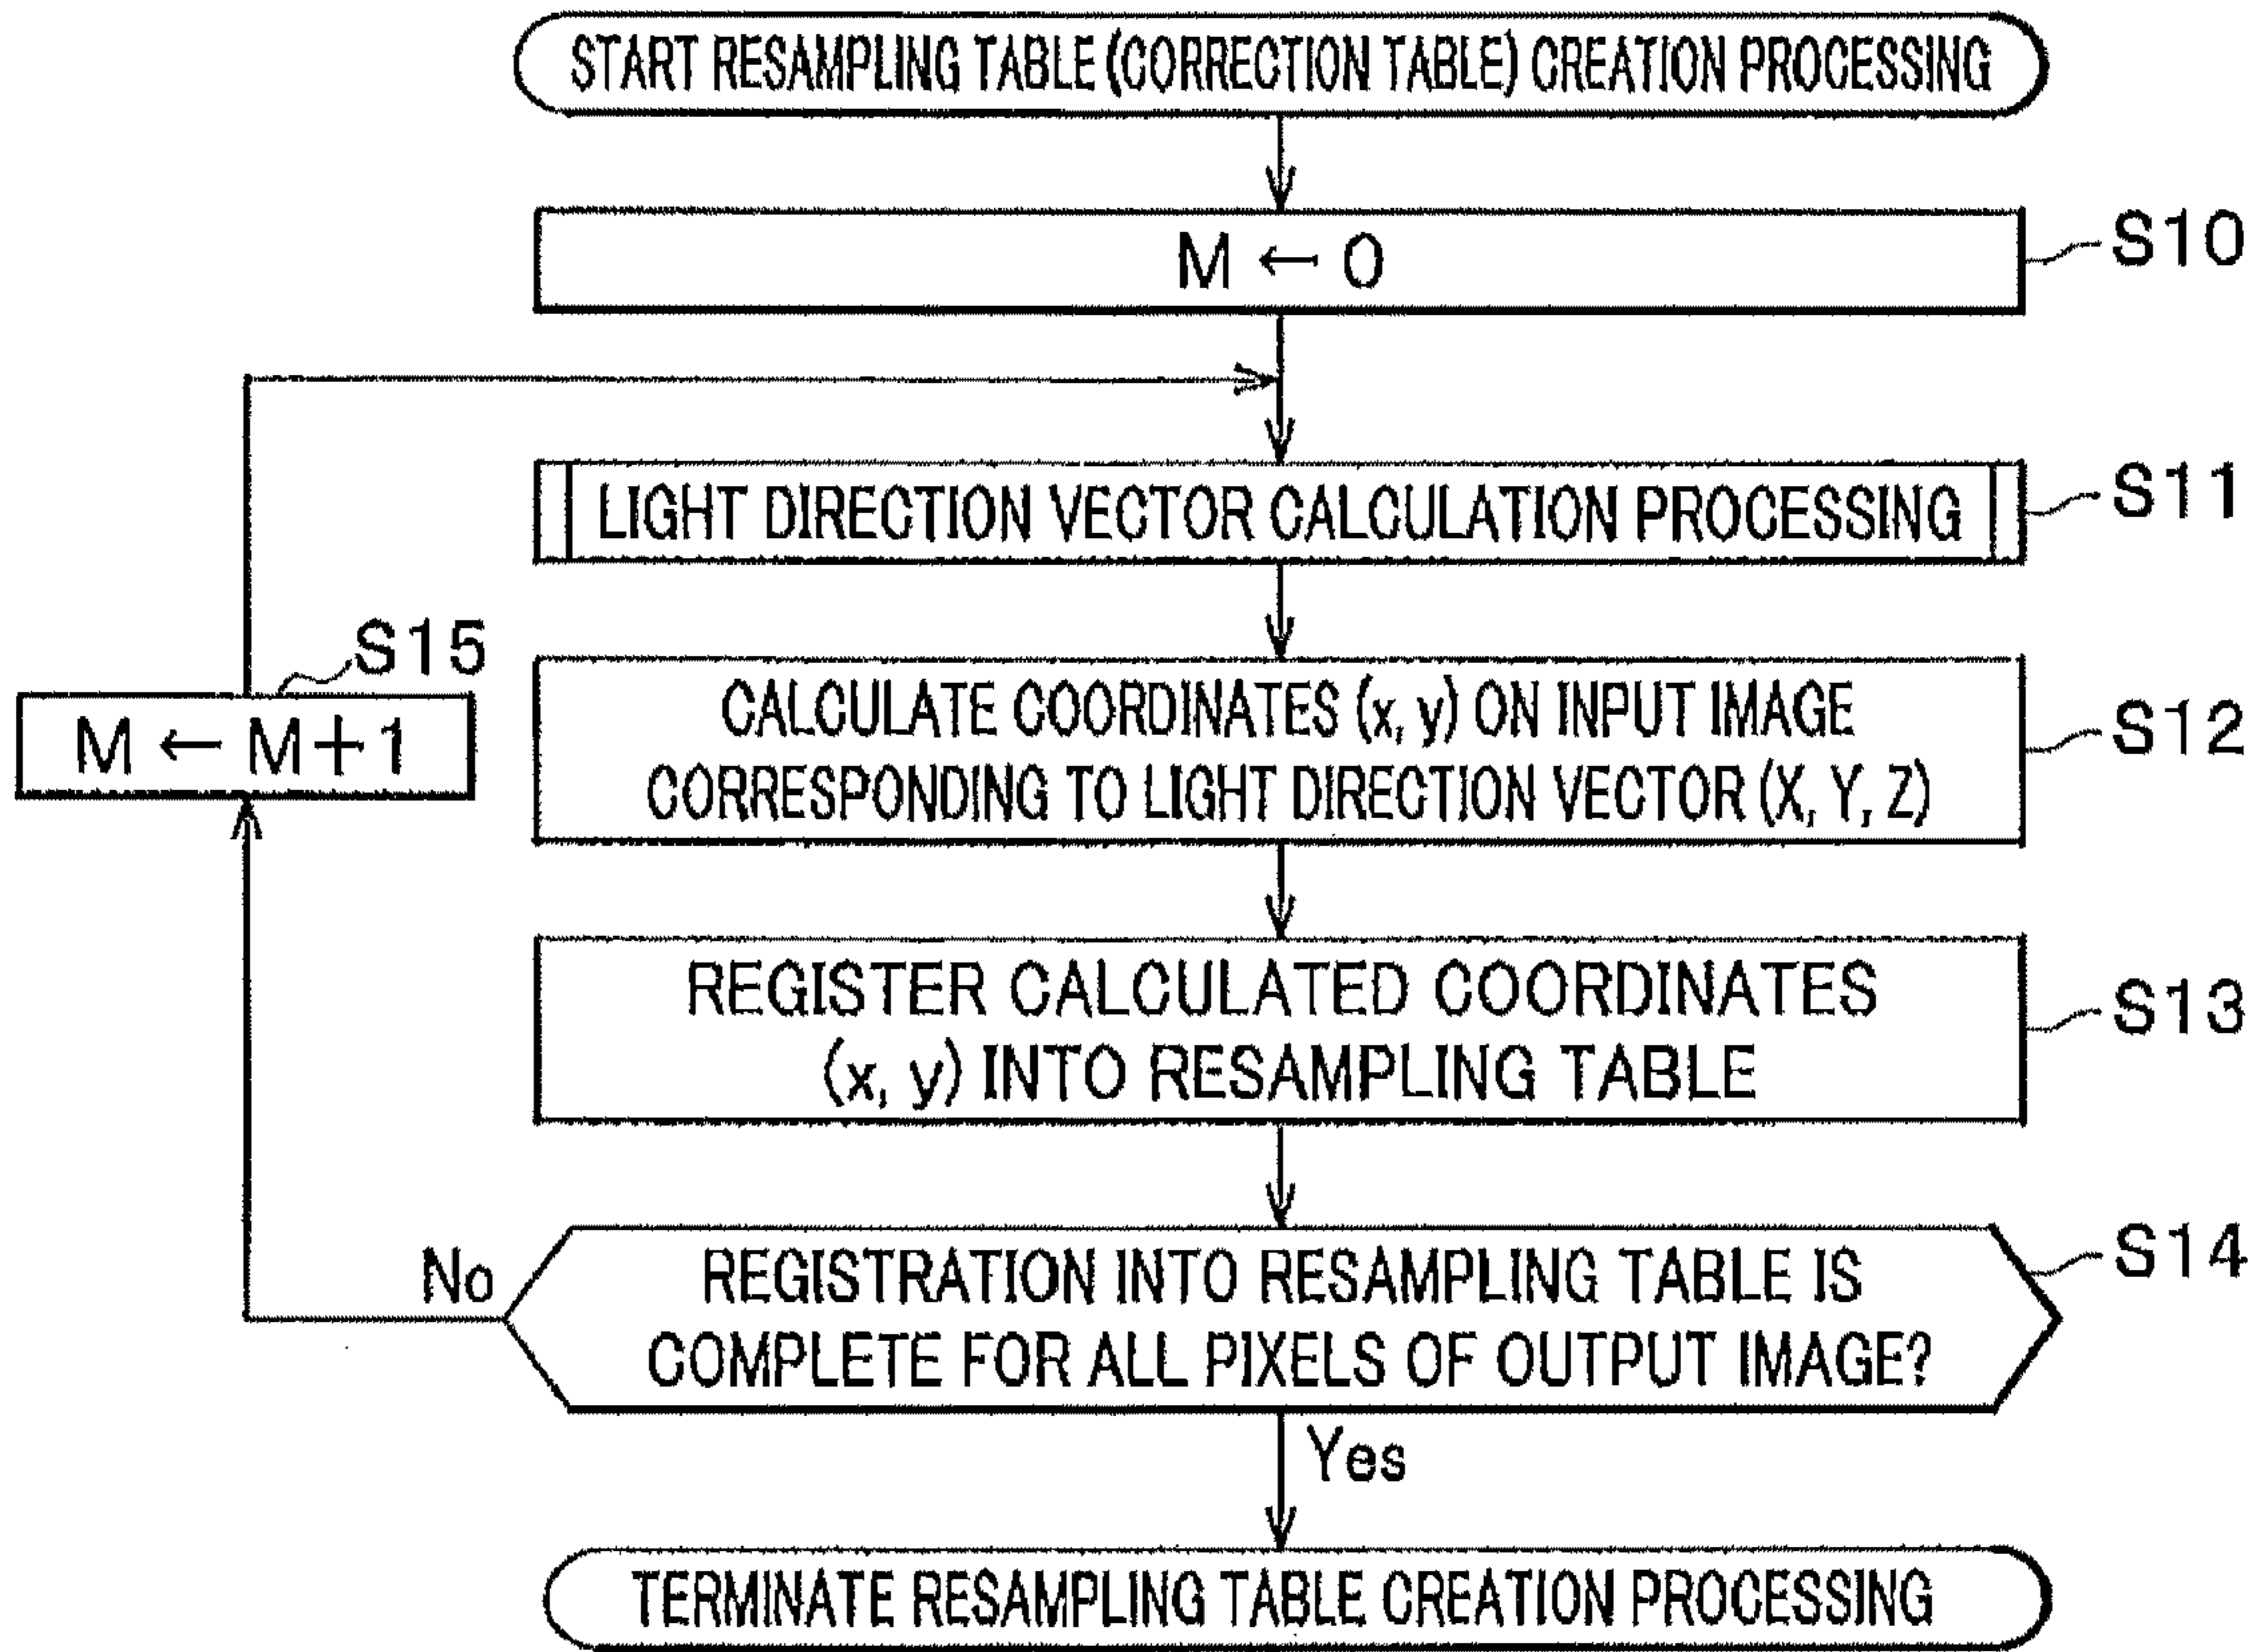 START RESAMPLING TABLE (CORRECTION TABLE) CREATION PROCESSING
M ← 0
S10
LIGHT DIRECTION VECTOR CALCULATION PROCESSING
S11
S15
M ← M+1
CALCULATE COORDINATES (x, y) ON INPUT IMAGE
CORRESPONDING TO LIGHT DIRECTION VECTOR (X, Y, Z)
S12
REGISTER CALCULATED COORDINATES
(x, y) INTO RESAMPLING TABLE
S13
No
REGISTRATION INTO RESAMPLING TABLE IS
COMPLETE FOR ALL PIXELS OF OUTPUT IMAGE?
S14
Yes
TERMINATE RESAMPLING TABLE CREATION PROCESSING